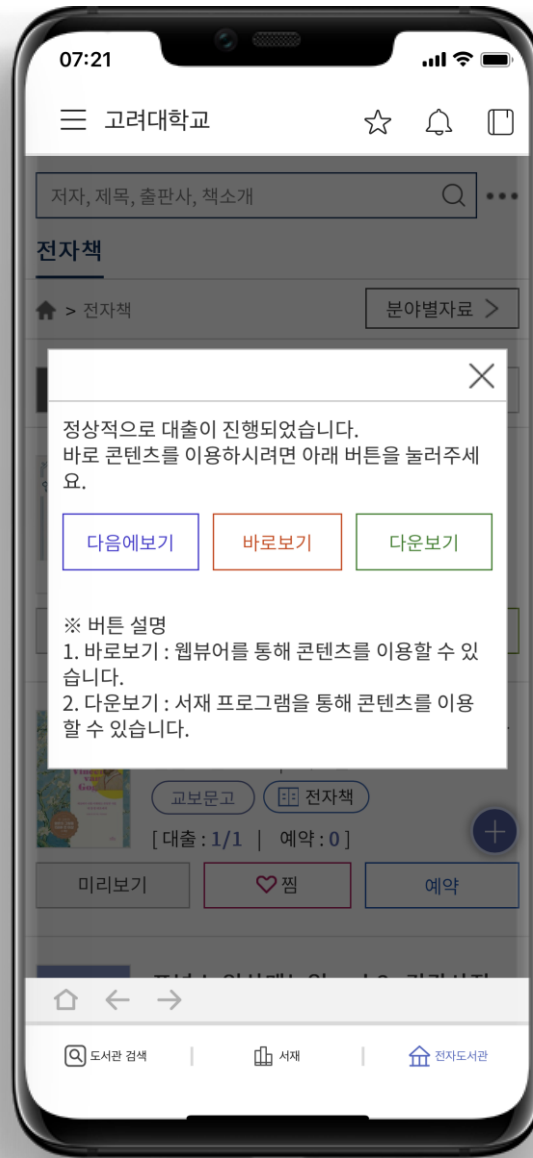 07:21
고려대학교
저자, 제목, 출판사, 책소개
전자책
> 전자책
분야별자료 >
정상적으로 대출이 진행되었습니다.
바로 콘텐츠를 이용하시려면 아래 버튼을 눌러주세
요.
다음에보기
바로보기
다운보기
※ 버튼 설명
1. 바로보기 : 웹뷰어를 통해 콘텐츠를 이용할 수 있
습니다.
2. 다운보기 : 서재 프로그램을 통해 콘텐츠를 이용
할 수 있습니다.
Vincent
van
Gog
교보문고
전자책
[ 대출 : 1/1 | 예약 : 0 ]
미리보기
찜
예약
도서관 검색
서재
전자도서관